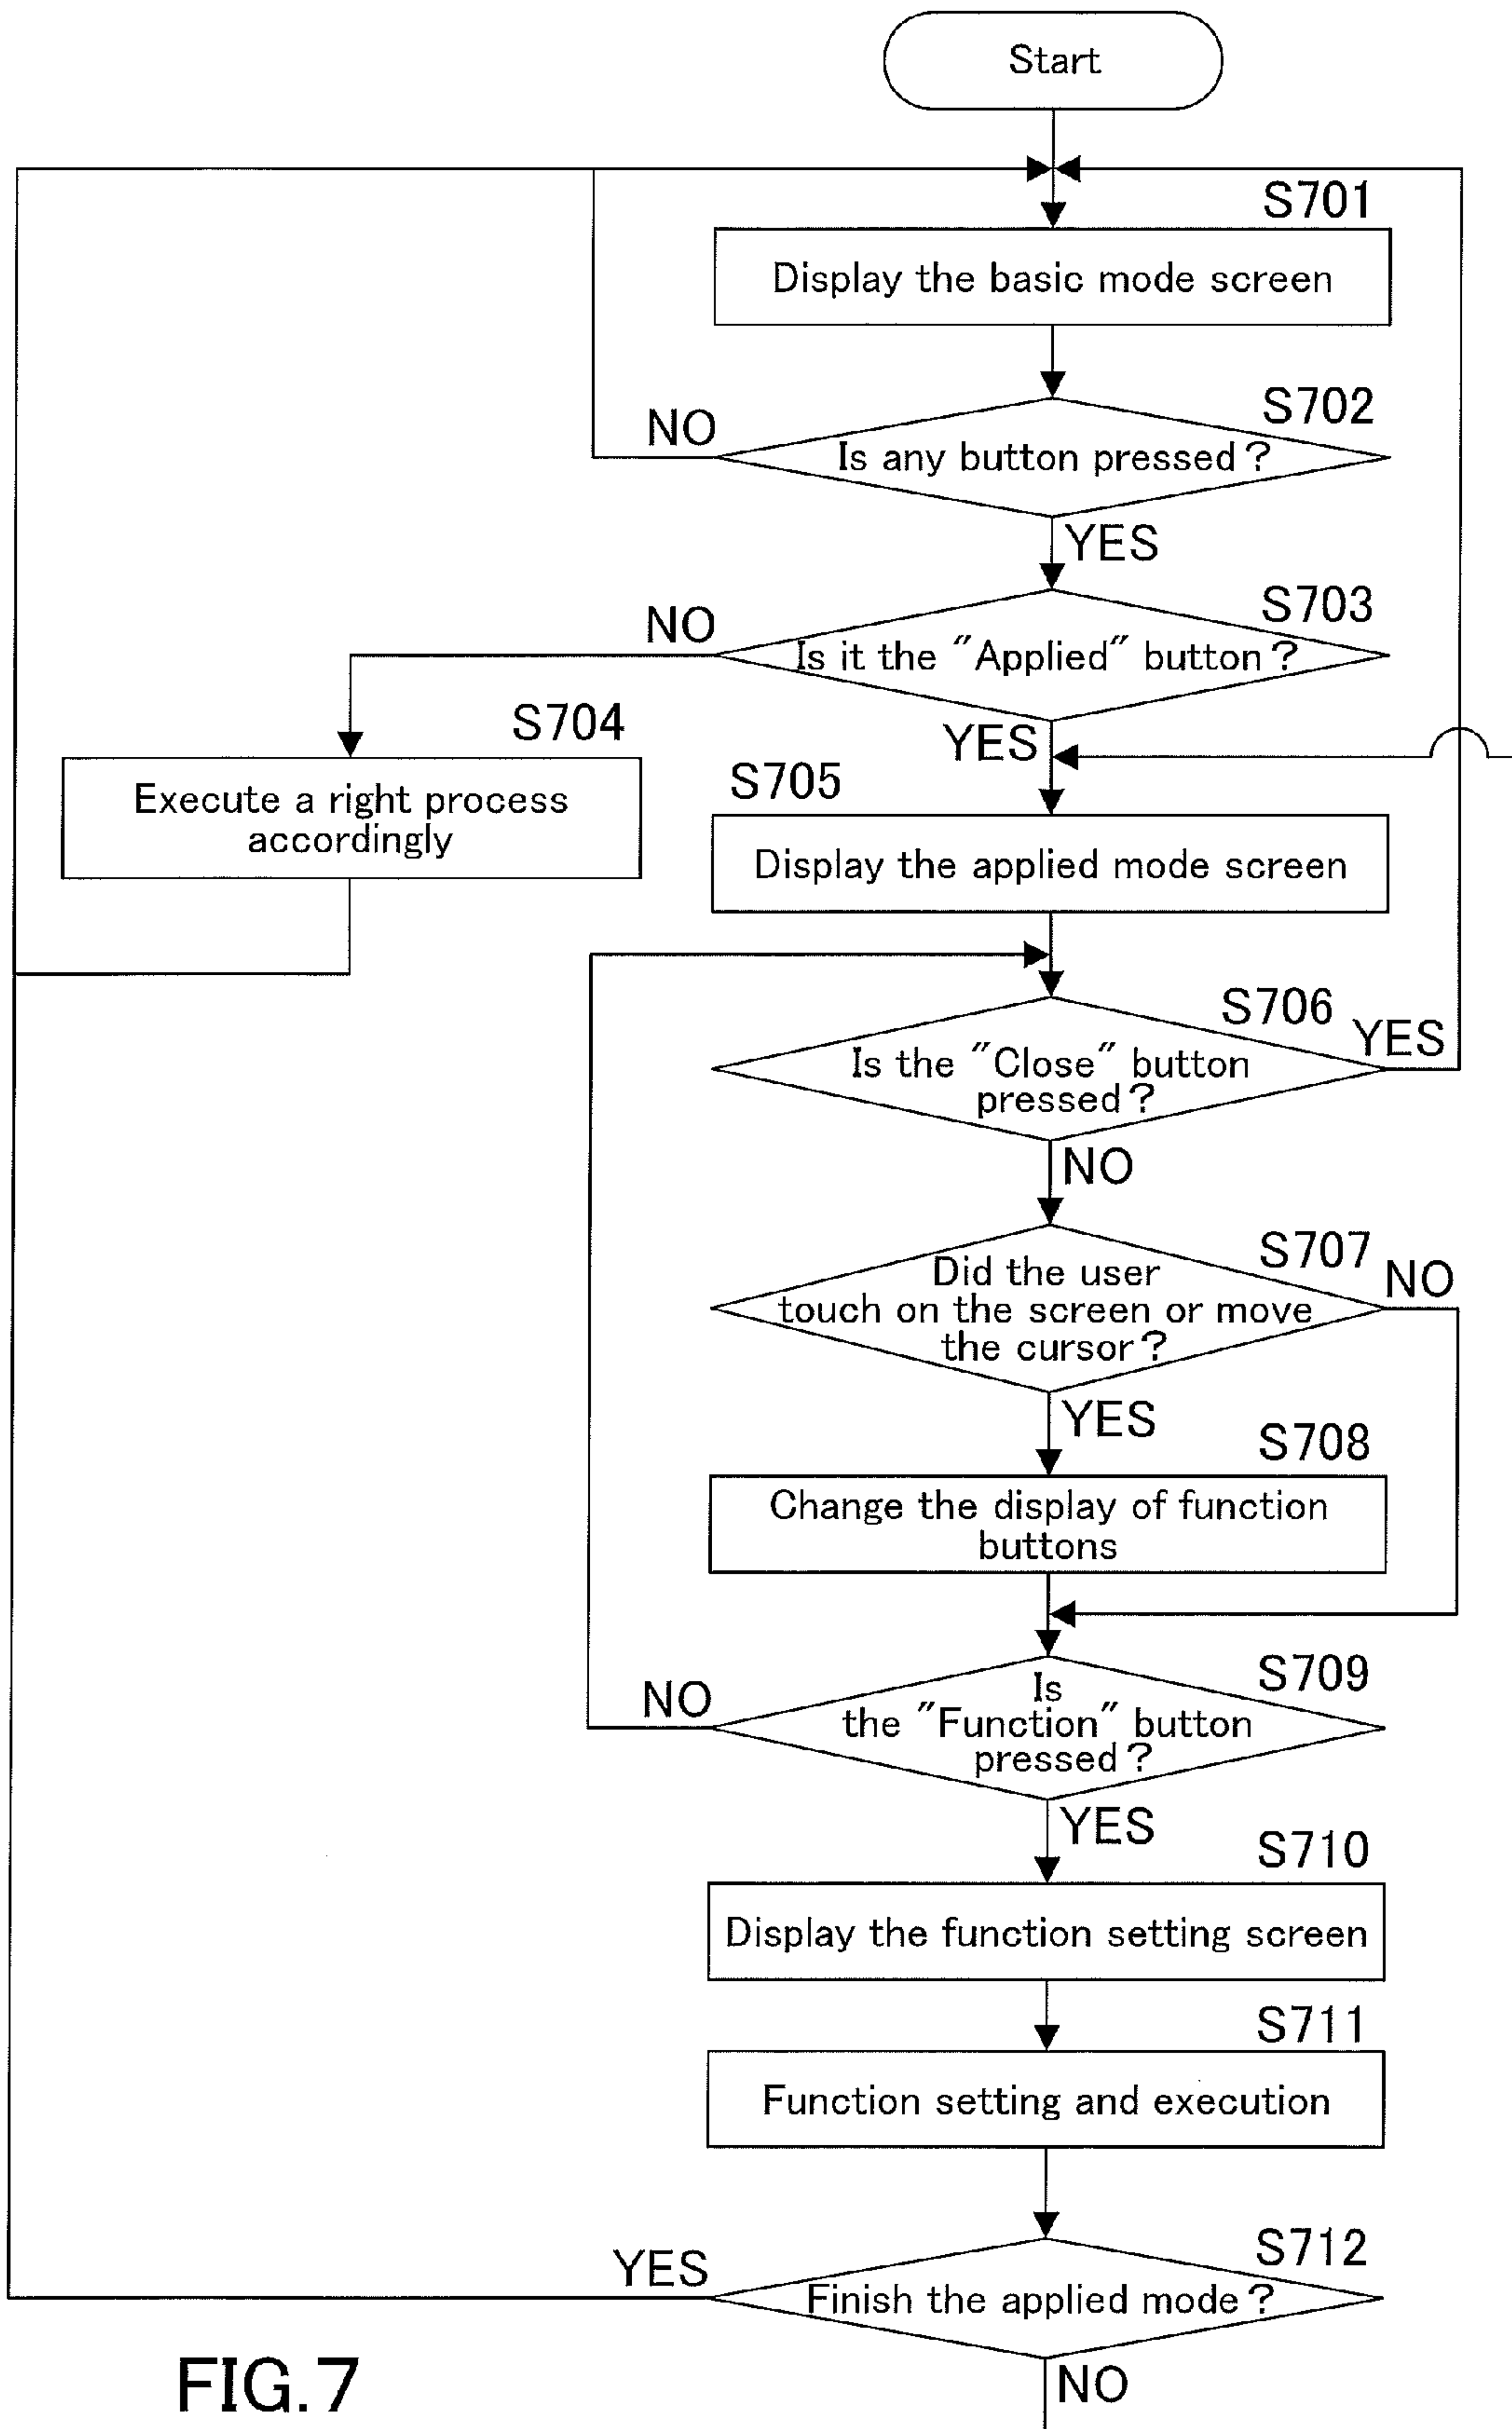 Start
S701
Display the basic mode screen
S702
NO
Is any button pressed?
YES
S703
NO
Is it the "Applied" button?
S704
YES
Execute a right process
accordingly
S705
Display the applied mode screen
S706
YES
Is the "Close" button
pressed?
NO
S707
NO
Did the user
touch on the screen or move
the cursor?
YES
S708
Change the display of function
buttons
S709
NO
Is
the "Function" button
pressed?
YES
S710
Display the function setting screen
S711
Function setting and execution
S712
YES
Finish the applied mode?
NO
FIG.7